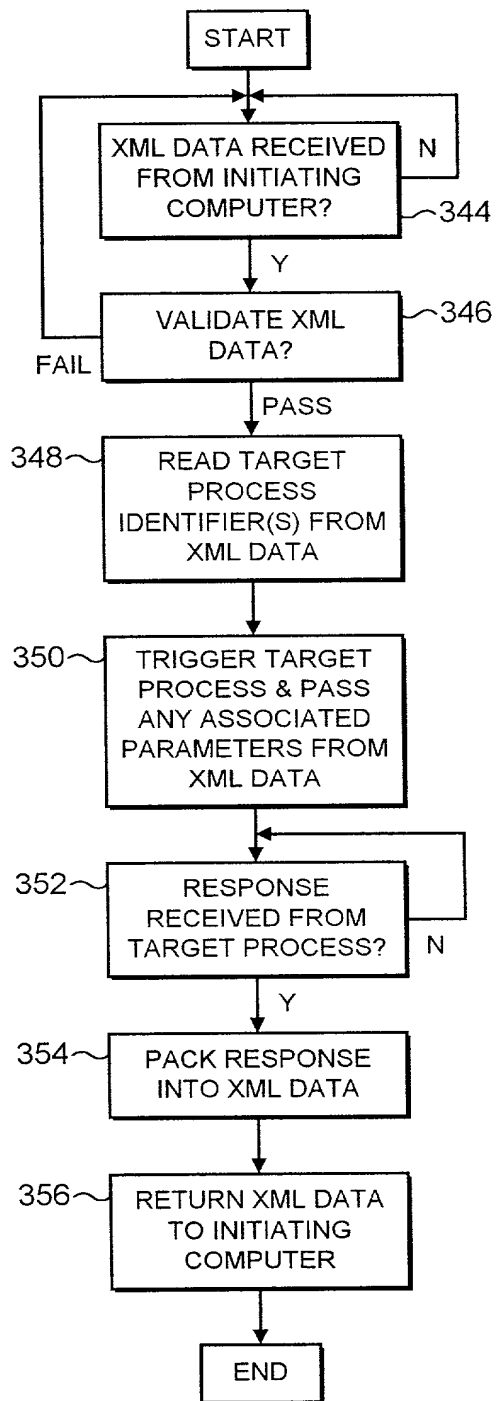 START
XML DATA RECEIVED
FROM INITIATING
COMPUTER?
N
344
Y
VALIDATE XML
DATA?
346
FAIL
PASS
348
READ TARGET
PROCESS
IDENTIFIER(S) FROM
XML DATA
350
TRIGGER TARGET
PROCESS & PASS
ANY ASSOCIATED
PARAMETERS FROM
XML DATA
352
RESPONSE
RECEIVED FROM
TARGET PROCESS?
N
Y
354
PACK RESPONSE
INTO XML DATA
356
RETURN XML DATA
TO INITIATING
COMPUTER
END